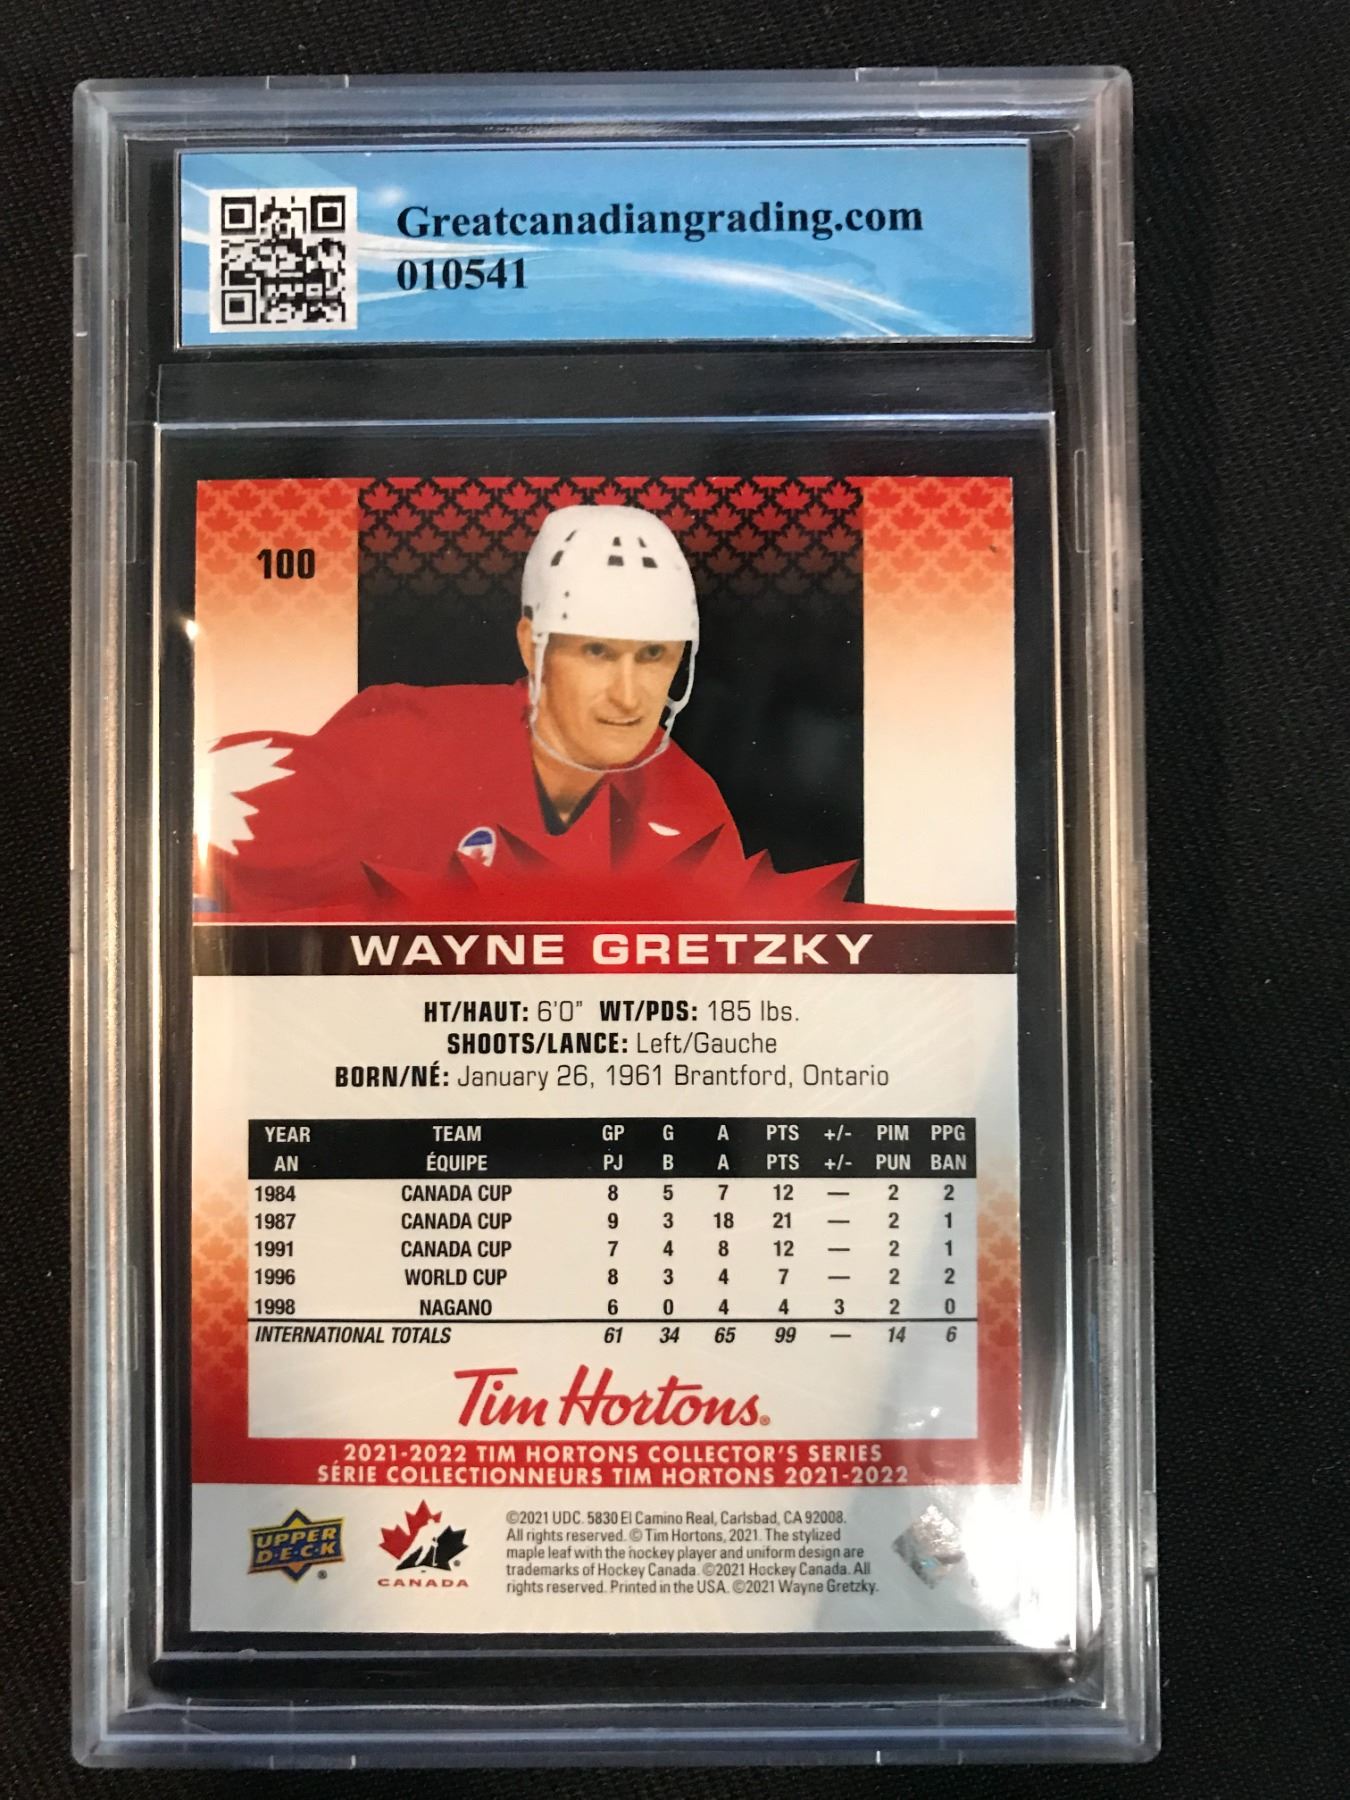 Greatcanadiangrading.com
010541
100
WAYNE GRETZKY
HT/HAUT: 6'0" WT/PDS: 185 lbs.
SHOOTS/LANCE: Left/Gauche
BORN/NÉ: January 26, 1961 Brantford, Ontario
YEAR TEAM GP G A PTS +/- PIM PPG
AN ÉQUIPE PJ B A PTS +/- PUN BAN
1984 CANADA CUP 8 5 7 12 — 2 2
1987 CANADA CUP 9 3 18 21 — 2 1
1991 CANADA CUP 7 4 8 12 — 2 1
1996 WORLD CUP 8 3 4 7 — 2 2
1998 NAGANO 6 0 4 4 3 2 0
INTERNATIONAL TOTALS 61 34 65 99 — 14 6
Tim Hortons®
2021-2022 TIM HORTONS COLLECTOR'S SERIES
SÉRIE COLLECTIONNEURS TIM HORTONS 2021-2022
UPPER
D·E·C·K®
CANADA
©2021 UDC. 5830 El Camino Real, Carlsbad, CA 92008.
All rights reserved. © Tim Hortons, 2021. The stylized
maple leaf with the hockey player and uniform design are
trademarks of Hockey Canada. ©2021 Hockey Canada. All
rights reserved. Printed in the USA. ©2021 Wayne Gretzky.